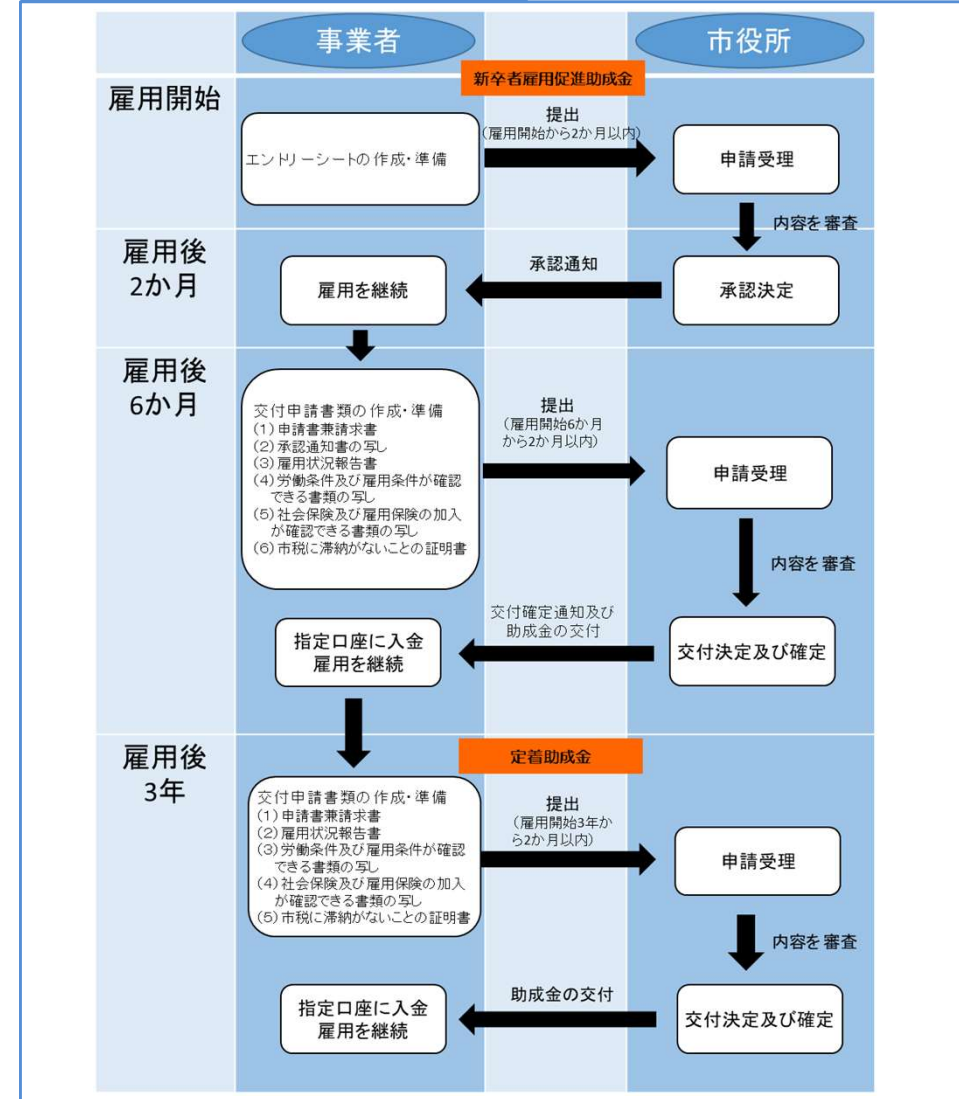 事業者
市役所
新卒者雇用促進助成金
雇用開始
提出
（雇用開始から2か月以内）
エントリーシートの作成・準備
申請受理
内容を審査
雇用後
2か月
承認通知
雇用を継続
承認決定
雇用後
6か月
交付申請書類の作成・準備
(1)申請書兼請求書
(2)承認通知書の写し
(3)雇用状況報告書
(4)労働条件及び雇用条件が確認
できる書類の写し
(5)社会保険及び雇用保険の加入
が確認できる書類の写し
(6)市税に滞納がないことの証明書
提出
（雇用開始6か月
から2か月以内）
申請受理
内容を審査
交付確定通知及び
助成金の交付
指定口座に入金
雇用を継続
交付決定及び確定
雇用後
3年
定着助成金
交付申請書類の作成・準備
(1)申請書兼請求書
(2)雇用状況報告書
(3)労働条件及び雇用条件が確認
できる書類の写し
(4)社会保険及び雇用保険の加入
が確認できる書類の写し
(5)市税に滞納がないことの証明書
提出
（雇用開始3年か
ら2か月以内）
申請受理
内容を審査
助成金の交付
指定口座に入金
雇用を継続
交付決定及び確定